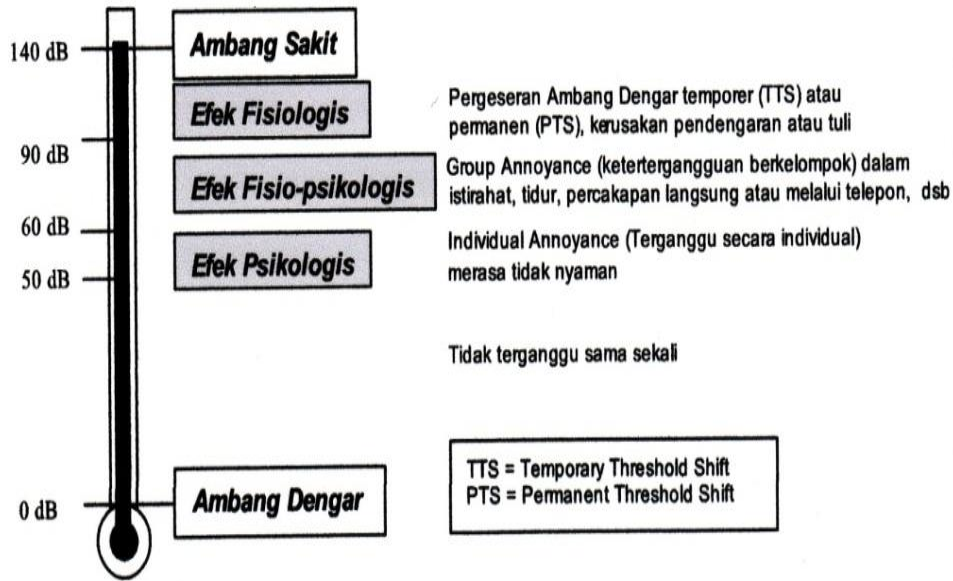 140 dB
Ambang Sakit
Efek Fisiologis
Pergeseran Ambang Dengar temporer (TTS) atau
permanen (PTS), kerusakan pendengaran atau tuli
90 dB
Efek Fisio-psikologis
Group Annoyance (ketertergangguan berkelompok) dalam
istirahat, tidur, percakapan langsung atau melalui telepon, dsb
60 dB
Efek Psikologis
Individual Annoyance (Terganggu secara individual)
merasa tidak nyaman
50 dB
Tidak terganggu sama sekali
0 dB
Ambang Dengar
TTS = Temporary Threshold Shift
PTS = Permanent Threshold Shift